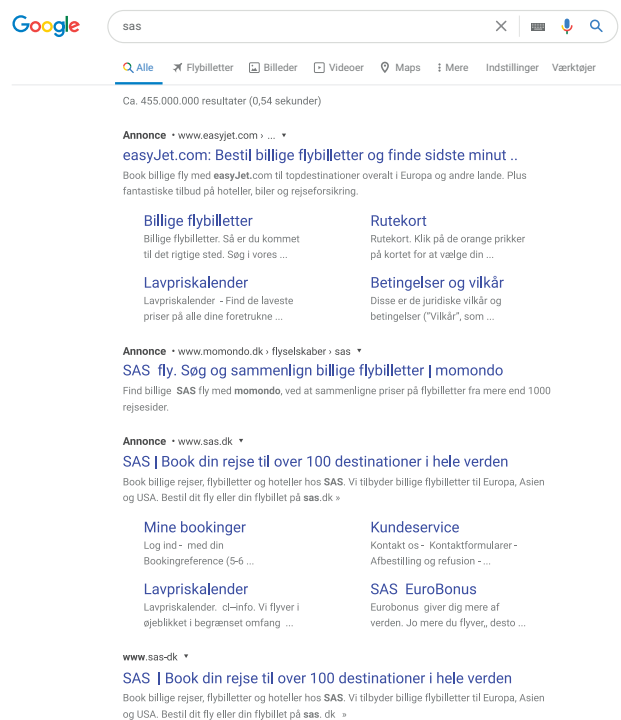 Google
sas
Alle Flybilletter Billeder Videoer Maps Mere Indstillinger Værktøjer
Ca. 455.000.000 resultater (0,54 sekunder)
Annonce • www.easyjet.com › ... ▾
easyJet.com: Bestil billige flybilletter og finde sidste minut ..
Book billige fly med easyJet.com til topdestinationer overalt i Europa og andre lande. Plus
fantastiske tilbud på hoteller, biler og rejseforsikring.
Billige flybilletter
Billige flybilletter. Så er du kommet
til det rigtige sted. Søg i vores ...
Rutekort
Rutekort. Klik på de orange prikker
på kortet for at vælge din ...
Lavpriskalender
Lavpriskalender - Find de laveste
priser på alle dine foretrukne ...
Betingelser og vilkår
Disse er de juridiske vilkår og
betingelser ("Vilkår", som ...
Annonce • www.momondo.dk › flyselskaber › sas ▾
SAS fly. Søg og sammenlign billige flybilletter | momondo
Find billige SAS fly med momondo, ved at sammenligne priser på flybilletter fra mere end 1000
rejsesider.
Annonce • www.sas.dk ▾
SAS | Book din rejse til over 100 destinationer i hele verden
Book billige rejser, flybilletter og hoteller hos SAS. Vi tilbyder billige flybilletter til Europa, Asien
og USA. Bestil dit fly eller din flybillet på sas.dk »
Mine bookinger
Log ind - med din
Bookingreference (5-6 ...
Kundeservice
Kontakt os - Kontaktformularer -
Afbestilling og refusion - ...
Lavpriskalender
Lavpriskalender. cl–info. Vi flyver i
øjeblikket i begrænset omfang ...
SAS EuroBonus
Eurobonus giver dig mere af
verden. Jo mere du flyver,, desto ...
www.sas-dk ▾
SAS | Book din rejse til over 100 destinationer i hele verden
Book billige rejser, flybilletter og hoteller hos SAS. Vi tilbyder billige flybilletter til Europa, Asien
og USA. Bestil dit fly eller din flybillet på sas. dk »